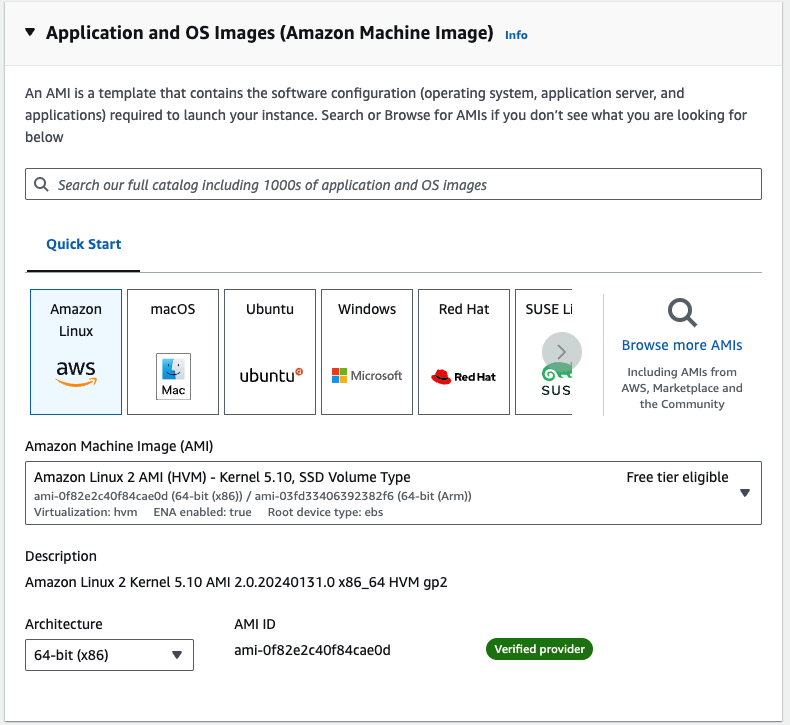 Application and OS Images (Amazon Machine Image) Info
An AMI is a template that contains the software configuration (operating system, application server, and
applications) required to launch your instance. Search or Browse for AMIs if you don't see what you are looking for
below
Search our full catalog including 1000s of application and OS images
Quick Start
Amazon
Linux
aws
macOS
Mac
Ubuntu
ubuntu
Windows
Microsoft
Red Hat
Red Hat
SUSE Li
SUS
Browse more AMIs
Including AMIs from
AWS, Marketplace and
the Community
Amazon Machine Image (AMI)
Amazon Linux 2 AMI (HVM) - Kernel 5.10, SSD Volume Type Free tier eligible
ami-0f82e2c40f84cae0d (64-bit (x86)) / ami-03fd33406392382f6 (64-bit (Arm))
Virtualization: hvm ENA enabled: true Root device type: ebs
Description
Amazon Linux 2 Kernel 5.10 AMI 2.0.20240131.0 x86_64 HVM gp2
Architecture AMI ID
64-bit (x86) ami-0f82e2c40f84cae0d Verified provider